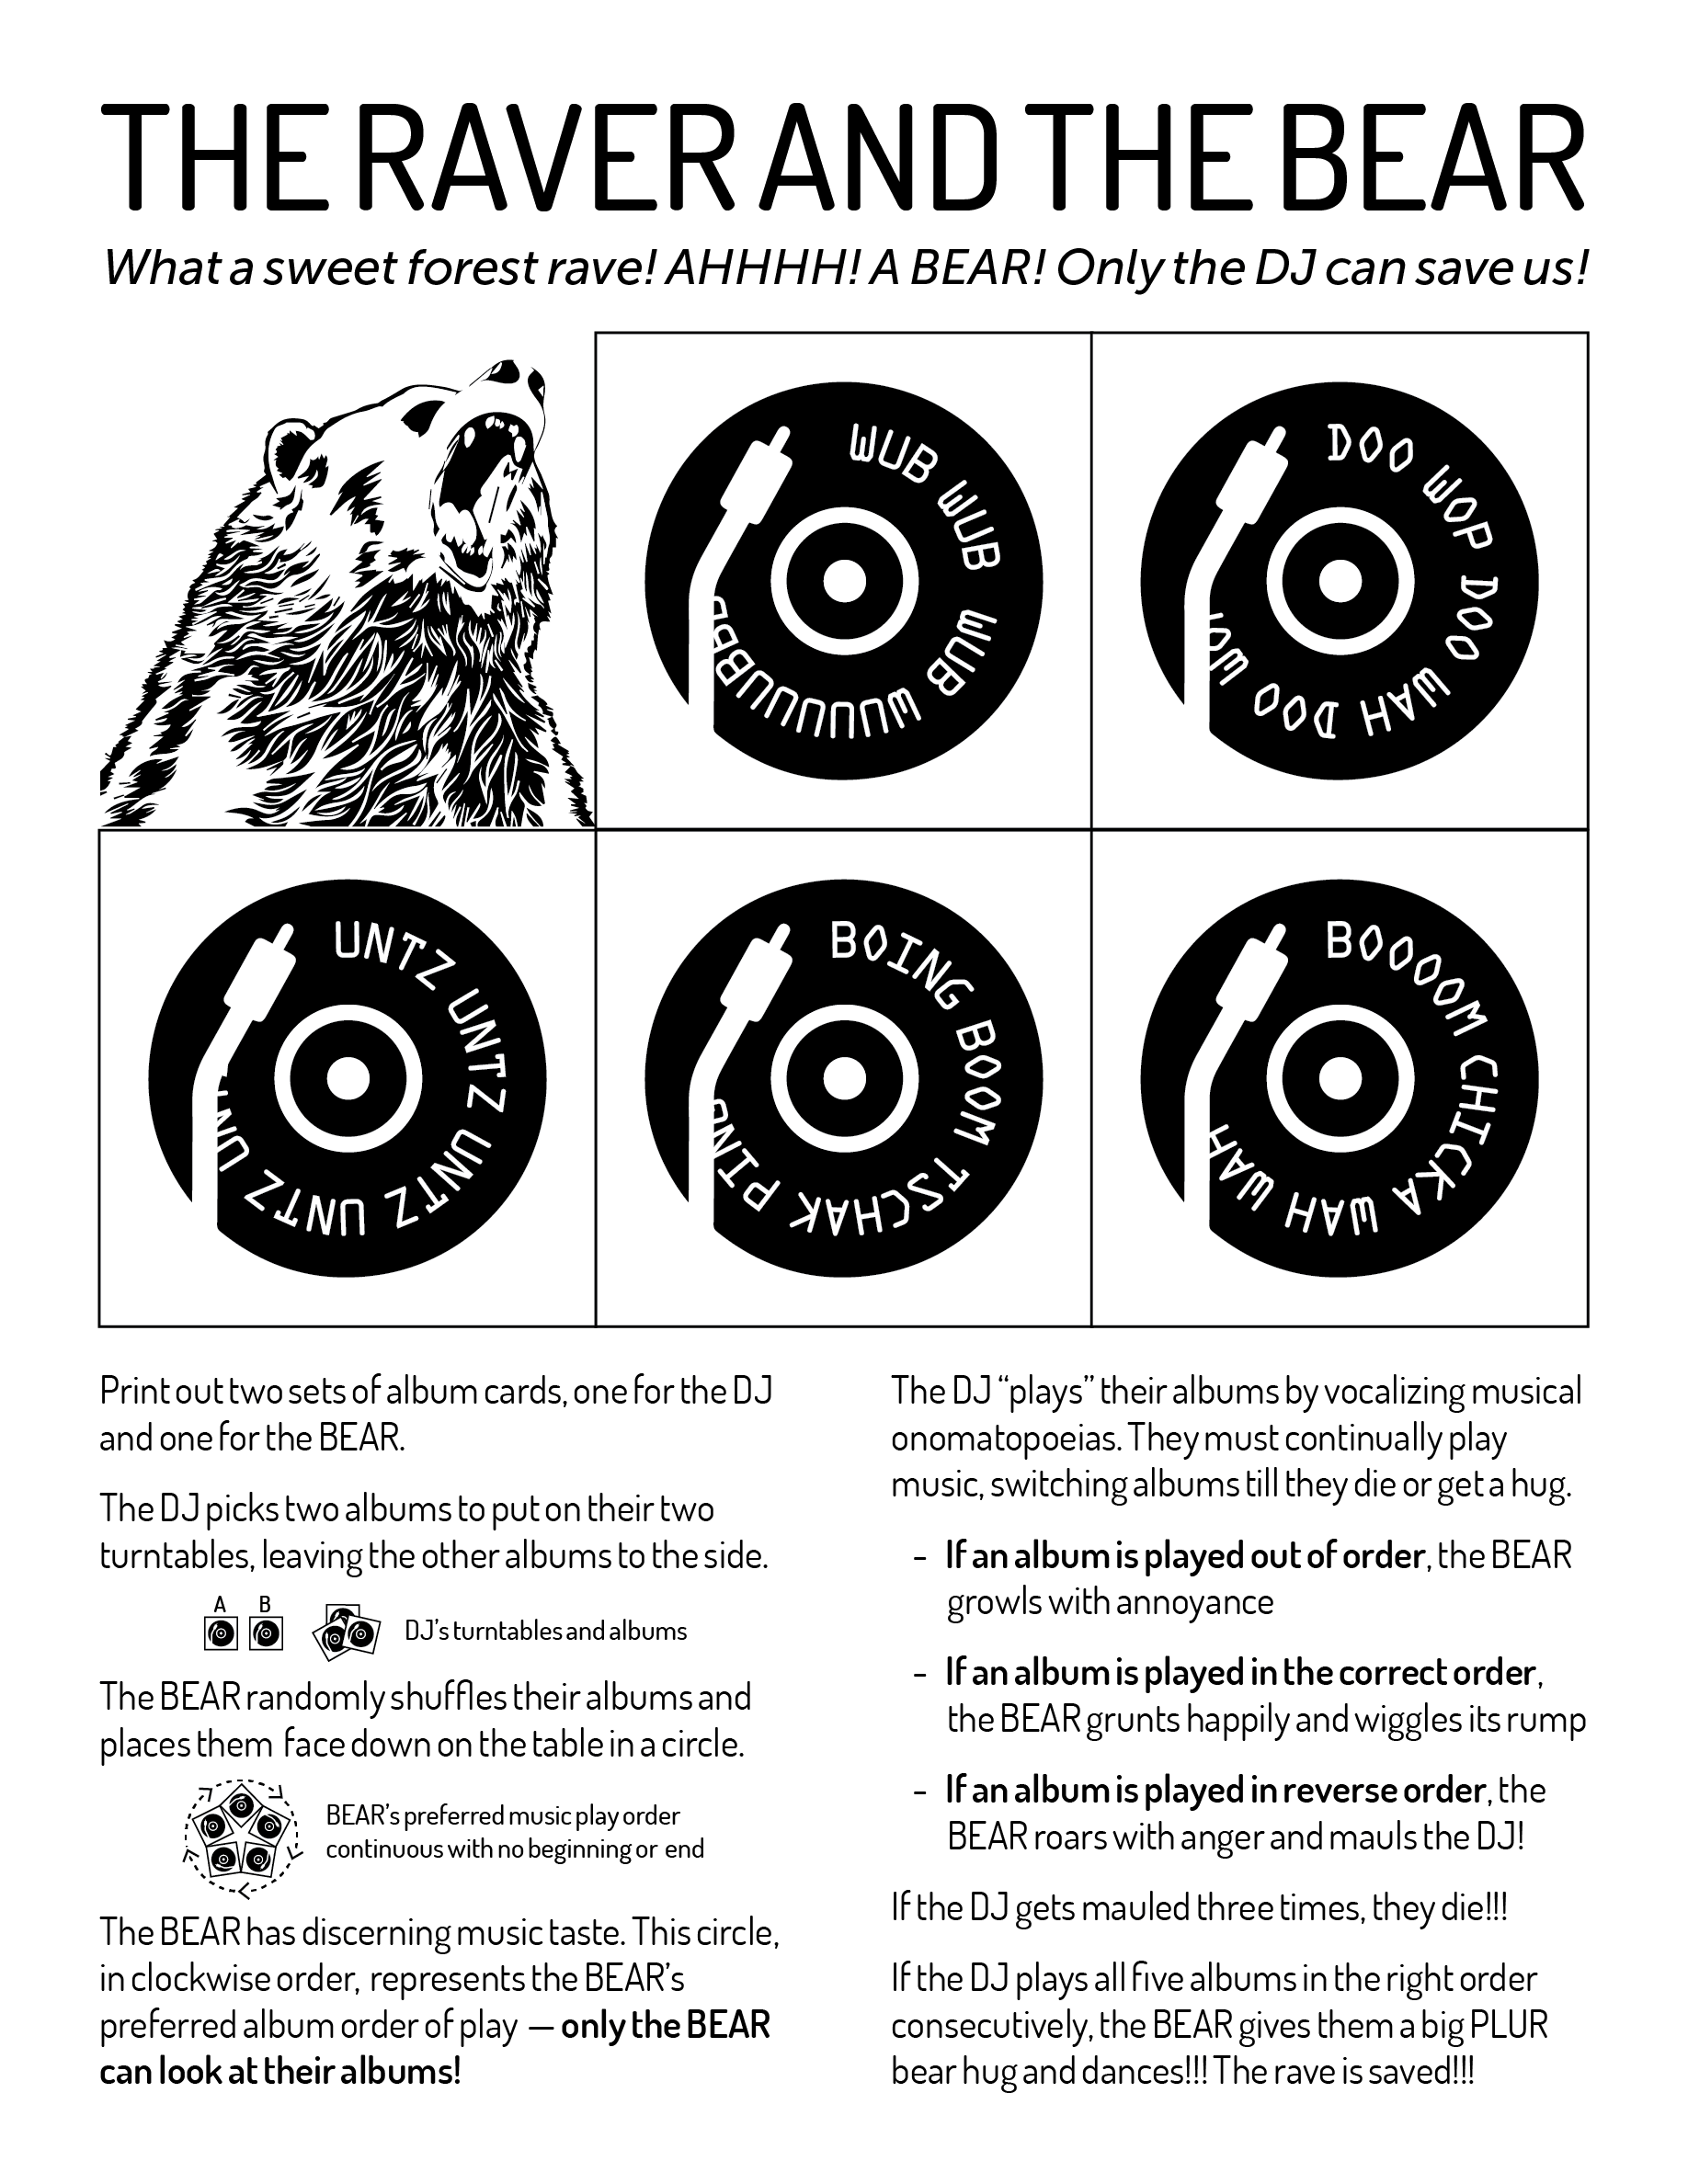 THE RAVER AND THE BEAR
What a sweet forest rave! AHHHH! A BEAR! Only the DJ can save us!
WUB WUB WUB WUUUUBBB
DOO WOP DOO WAH DOO WOP
UNTZ UNTZ UNTZ UNTZ UN
BOING BOOM TSCHAK PING
BOOOOM CHICKA WAH WAH
Print out two sets of album cards, one for the DJ
and one for the BEAR.
The DJ picks two albums to put on their two
turntables, leaving the other albums to the side.
A B
DJ's turntables and albums
The BEAR randomly shuffles their albums and
places them face down on the table in a circle.
BEAR's preferred music play order
continuous with no beginning or end
The BEAR has discerning music taste. This circle,
in clockwise order, represents the BEAR's
preferred album order of play — only the BEAR
can look at their albums!
The DJ “plays” their albums by vocalizing musical
onomatopoeias. They must continually play
music, switching albums till they die or get a hug.
- If an album is played out of order, the BEAR
growls with annoyance
- If an album is played in the correct order,
the BEAR grunts happily and wiggles its rump
- If an album is played in reverse order, the
BEAR roars with anger and mauls the DJ!
If the DJ gets mauled three times, they die!!!
If the DJ plays all five albums in the right order
consecutively, the BEAR gives them a big PLUR
bear hug and dances!!! The rave is saved!!!